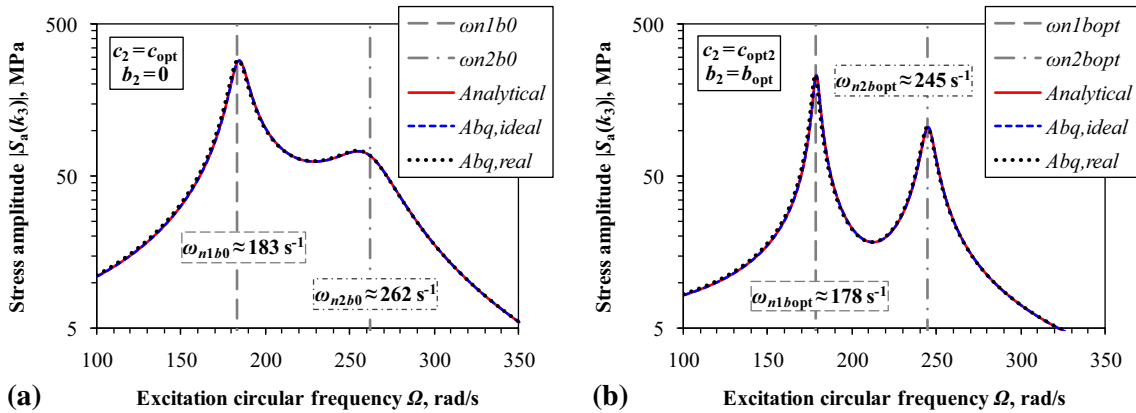 500
50
5
Stress amplitude |Sa(k3)|, MPa
c2 = copt
b2 = 0
ωn1b0
ωn2b0
Analytical
Abq,ideal
Abq,real
ωn1b0 ≈ 183 s-1
ωn2b0 ≈ 262 s-1
100 150 200 250 300 350
(a) Excitation circular frequency Ω, rad/s
500
50
5
Stress amplitude |Sa(k3)|, MPa
c2 = copt2
b2 = bopt
ωn2bopt ≈ 245 s-1
ωn1bopt
ωn2bopt
Analytical
Abq,ideal
Abq,real
ωn1bopt ≈ 178 s-1
100 150 200 250 300 350
(b) Excitation circular frequency Ω, rad/s